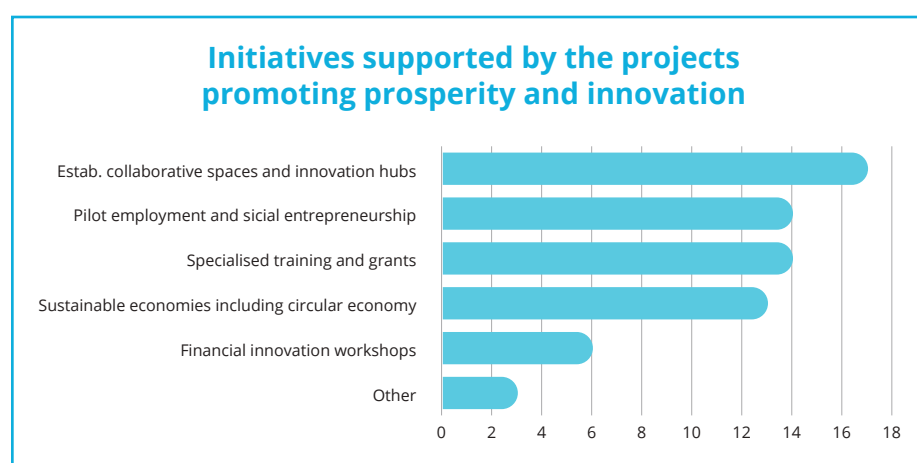 Initiatives supported by the projects
promoting prosperity and innovation
Estab. collaborative spaces and innovation hubs
Pilot employment and sicial entrepreneurship
Specialised training and grants
Sustainable economies including circular economy
Financial innovation workshops
Other
0 2 4 6 8 10 12 14 16 18